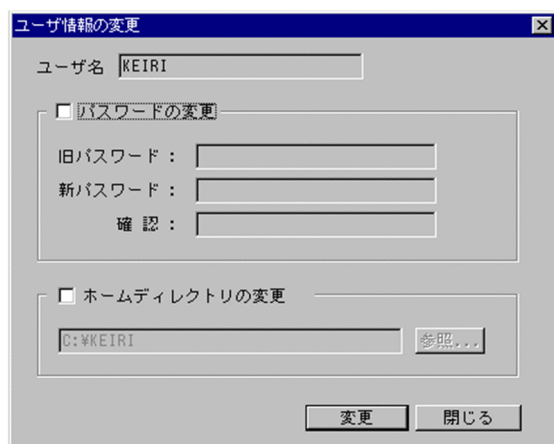 ユーザ情報の変更
ユーザ名 KEIRI
パスワードの変更
旧パスワード：
新パスワード：
確 認：
ホームディレクトリの変更
C:¥KEIRI 参照...
変更 閉じる